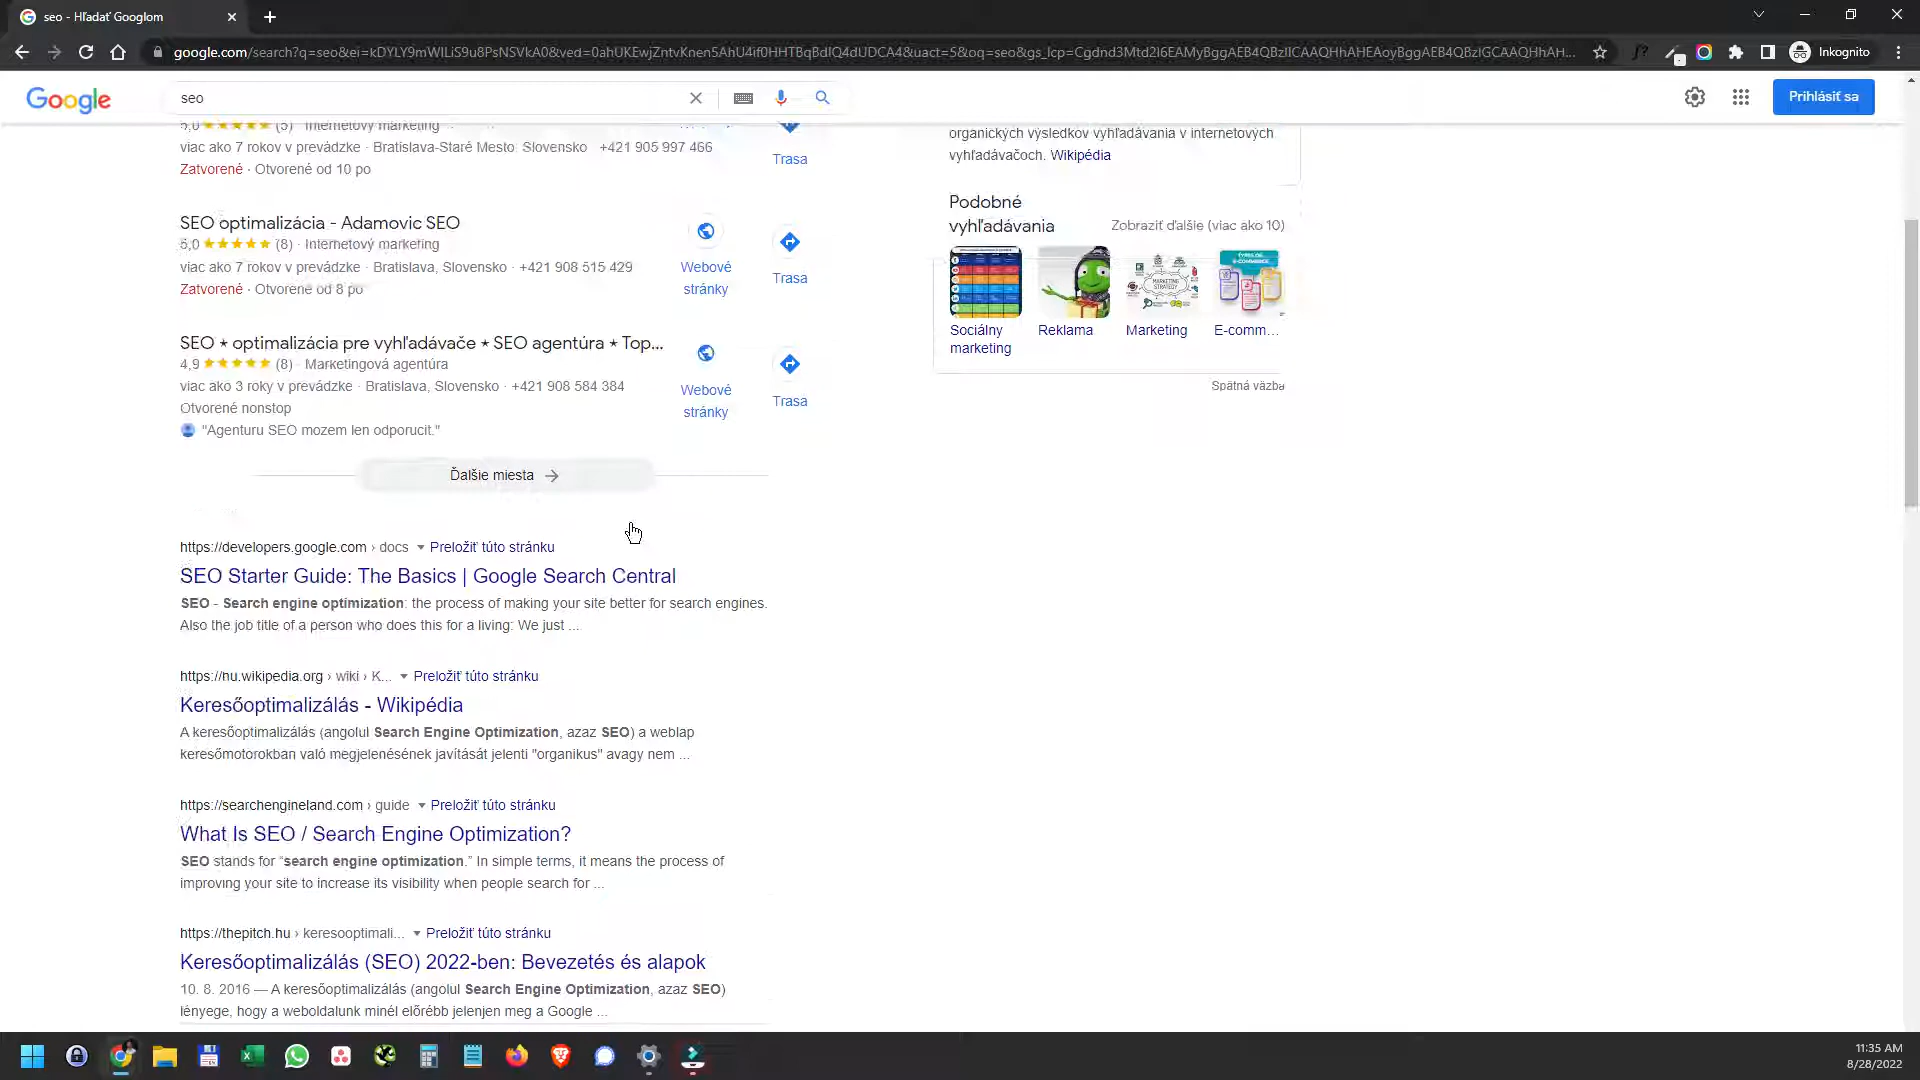 seo - Hľadať Googlom
google.com/search?q=seo&ei=
Inkognito
Google
seo
Prihlásiť sa
5,0 (5) · Internetový marketing
viac ako 7 rokov v prevádzke · Bratislava-Staré Mesto, Slovensko · +421 905 997 466
Zatvorené · Otvorené od 10 po
Trasa
SEO optimalizácia - Adamovic SEO
5,0 (8) · Internetový marketing
viac ako 7 rokov v prevádzke · Bratislava, Slovensko · +421 908 515 429
Zatvorené · Otvorené od 8 po
Webové
stránky
Trasa
SEO ⋆ optimalizácia pre vyhľadávače ⋆ SEO agentúra ⋆ Top...
4,9 (8) · Marketingová agentúra
viac ako 3 roky v prevádzke · Bratislava, Slovensko · +421 908 584 384
Otvorené nonstop
"Agenturu SEO mozem len odporucit."
Webové
stránky
Trasa
Ďalšie miesta
https://developers.google.com › docs Preložiť túto stránku
SEO Starter Guide: The Basics | Google Search Central
SEO - Search engine optimization: the process of making your site better for search engines.
Also the job title of a person who does this for a living: We just ...
https://hu.wikipedia.org › wiki › K... Preložiť túto stránku
Keresőoptimalizálás - Wikipédia
A keresőoptimalizálás (angolul Search Engine Optimization, azaz SEO) a weblap
keresőmotorokban való megjelenésének javítását jelenti "organikus" avagy nem ...
https://searchengineland.com › guide Preložiť túto stránku
What Is SEO / Search Engine Optimization?
SEO stands for “search engine optimization.” In simple terms, it means the process of
improving your site to increase its visibility when people search for ...
https://thepitch.hu › keresooptimali... Preložiť túto stránku
Keresőoptimalizálás (SEO) 2022-ben: Bevezetés és alapok
10. 8. 2016 — A keresőoptimalizálás (angolul Search Engine Optimization, azaz SEO)
lényege, hogy a weboldalunk minél előrébb jelenjen meg a Google ...
organických výsledkov vyhľadávania v internetových
vyhľadávačoch. Wikipédia
Podobné
vyhľadávania
Zobraziť ďalšie (viac ako 10)
MARKETING
STRATEGY
TYPES OF
E-COMMERCE
Sociálny
marketing
Reklama
Marketing
E-comm...
Spätná väzba
11:35 AM
8/28/2022